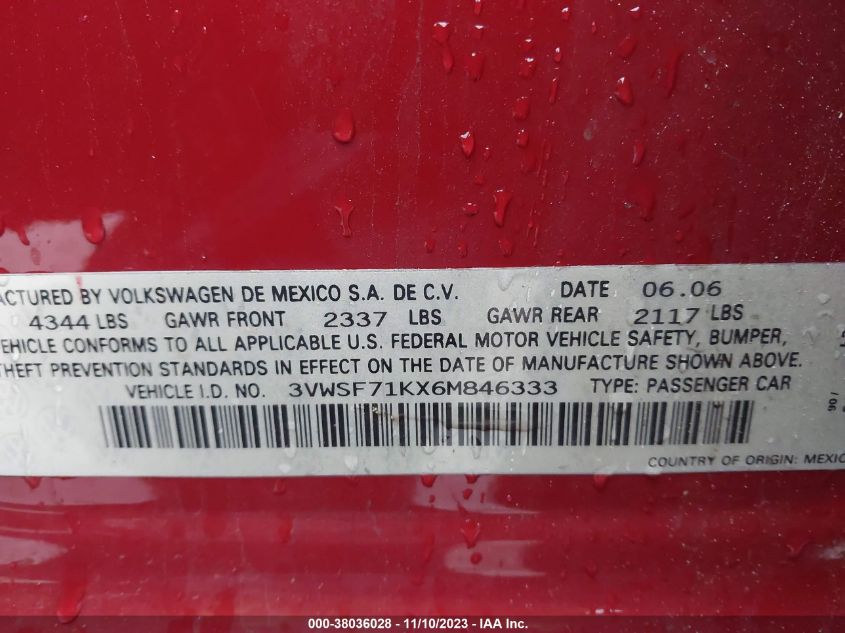 ACTURED BY VOLKSWAGEN DE MEXICO S.A. DE C.V. DATE 06.06
4344 LBS GAWR FRONT 2337 LBS GAWR REAR 2117 LBS
EHICLE CONFORMS TO ALL APPLICABLE U.S. FEDERAL MOTOR VEHICLE SAFETY, BUMPER,
THEFT PREVENTION STANDARDS IN EFFECT ON THE DATE OF MANUFACTURE SHOWN ABOVE.
VEHICLE I.D. NO. 3VWSF71KX6M846333 TYPE: PASSENGER CAR
COUNTRY OF ORIGIN: MEXICO
000-38036028 - 11/10/2023 - IAA Inc.